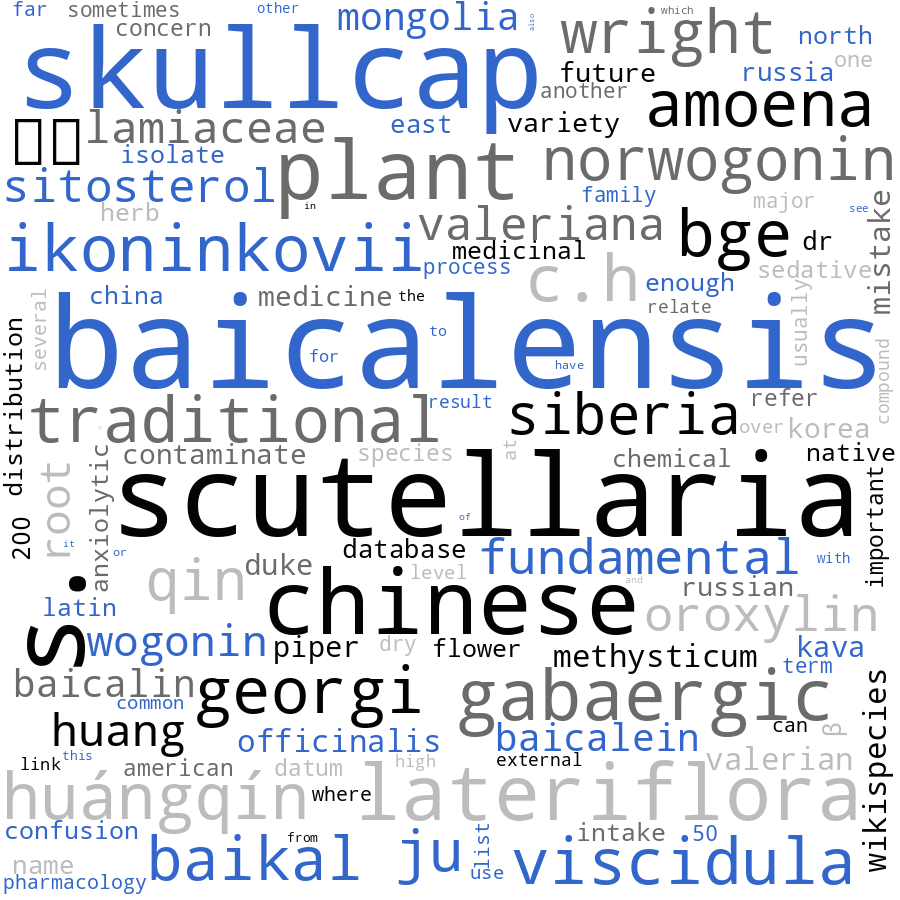 far sometimes other
concern
mongolia also
wright which
north
skullcap
future russia one
another
amoena
lamiaceae
east variety
isolate
plant
norwogonin
sitosterol
family major
herb in see
valeriana
bge dr
mistake
ikoninkovii
medicinal
process
c.h
enough sedative
china medicine the
relate
several
usually
baicalensis
to
for have
distribution
compound
traditional
result
siberia
refer
over korea
contaminate species at
chemical native
anxiolytic
root
scutellaria
of
important
200
it or
database
fundamental with
qin duke
level
chinese
and russian
latin
oroxylin
s.
wogonin piper dry flower
methysticum
kava
term
baicalin
common
georgi
gabaergic
wikispecies
huang
officinalis
baicalein
can β
link this
american datum high external
valerian
huángqín
where
lateriflora
confusion
from
list
intake 50
name
baikal ju
use
viscidula
pharmacology